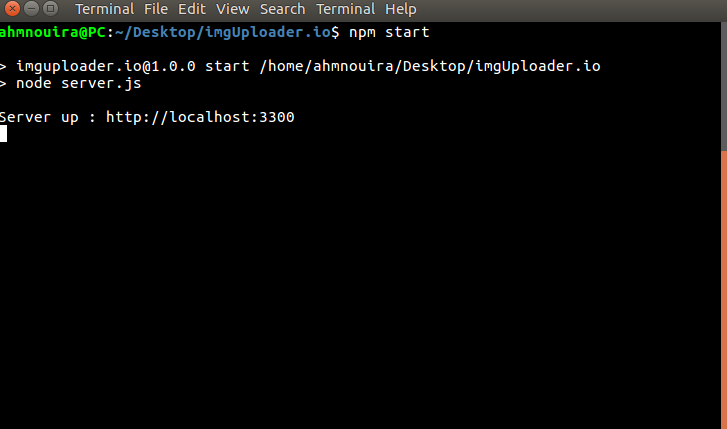 Terminal File Edit View Search Terminal Help
ahmnouira@PC:~/Desktop/imgUploader.io$ npm start
> imguploader.io@1.0.0 start /home/ahmnouira/Desktop/imgUploader.io
> node server.js
Server up : http://localhost:3300